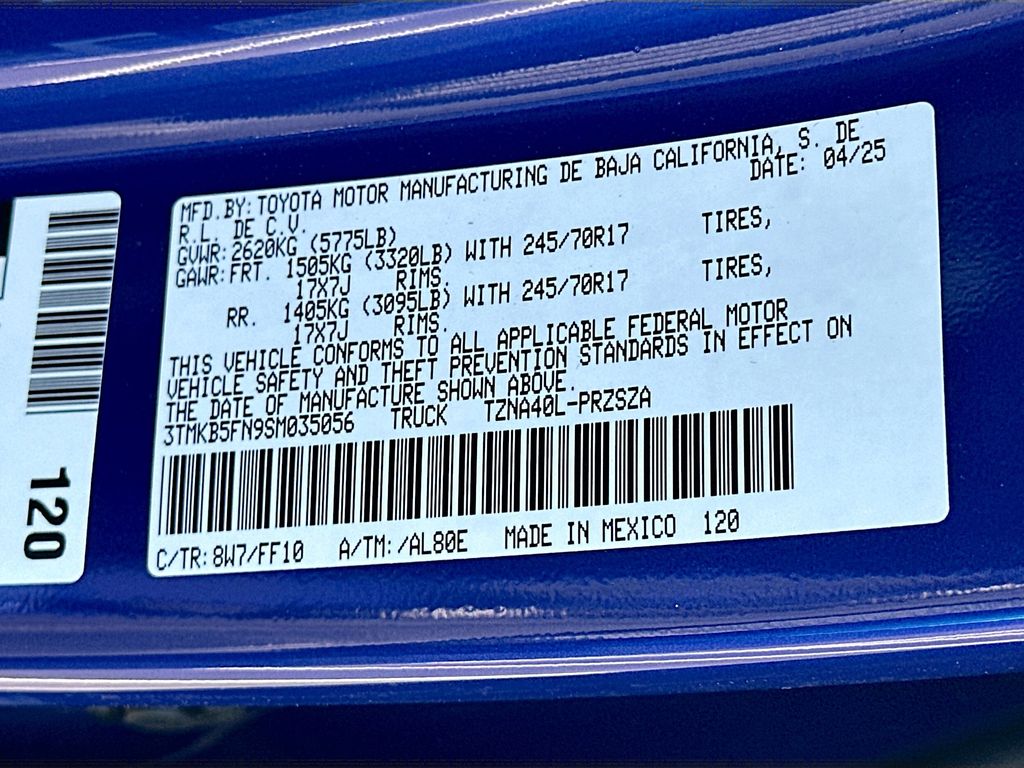 MFD.BY:TOYOTA MOTOR MANUFACTURING DE BAJA CALIFORNIA, S. DE
R.L. DE C.V. DATE: 04/25
GVWR:2620KG (5775LB)
GAWR:FRT. 1505KG (3320LB) WITH 245/70R17 TIRES,
17X7J RIMS.
RR. 1405KG (3095LB) WITH 245/70R17 TIRES,
17X7J RIMS.
THIS VEHICLE CONFORMS TO ALL APPLICABLE FEDERAL MOTOR
VEHICLE SAFETY AND THEFT PREVENTION STANDARDS IN EFFECT ON
THE DATE OF MANUFACTURE SHOWN ABOVE.
3TMKB5FN9SM035056 TRUCK TZNA40L-PRZSZA
C/TR:8W7/FF10 A/TM:/AL80E MADE IN MEXICO 120
120